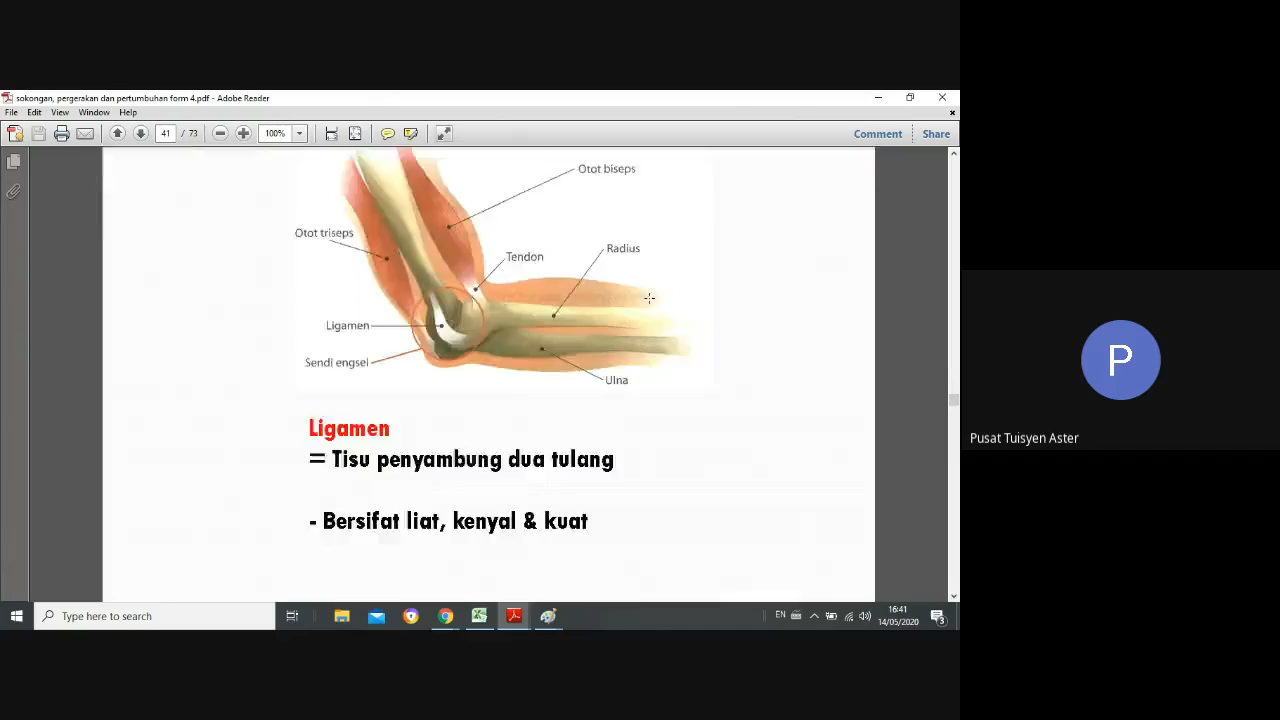 sokongan, pergerakan dan pertumbuhan form 4.pdf - Adobe Reader
File Edit View Window Help
41 / 73 100% Comment Share
Otot biseps
Otot triseps
Radius
Tendon
Ligamen
Sendi engsel
Ulna
Ligamen
= Tisu penyambung dua tulang
- Bersifat liat, kenyal & kuat
P
Pusat Tuisyen Aster
Type here to search
EN
16:41
14/05/2020
3